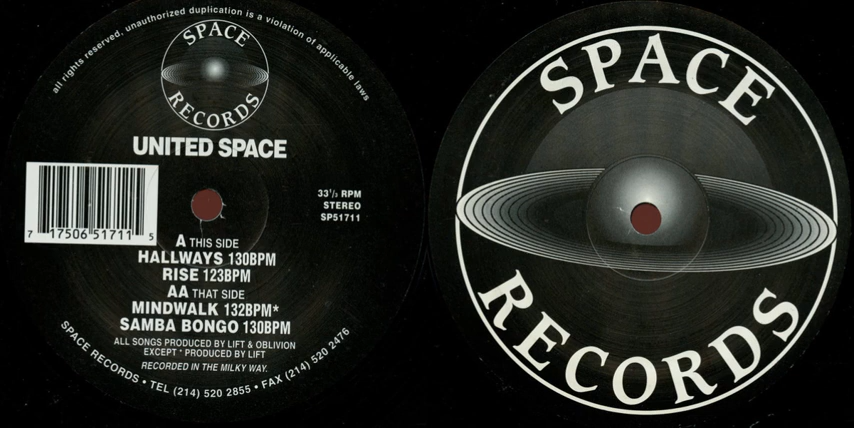 all rights reserved, unauthorized duplication is a violation of applicable laws
SPACE
RECORDS
UNITED SPACE
7 17506 51711 5
33⅓ RPM
STEREO
SP51711
A THIS SIDE
HALLWAYS 130BPM
RISE 123BPM
AA THAT SIDE
MINDWALK 132BPM*
SAMBA BONGO 130BPM
ALL SONGS PRODUCED BY LIFT & OBLIVION
EXCEPT * PRODUCED BY LIFT
RECORDED IN THE MILKY WAY.
SPACE RECORDS • TEL (214) 520 2855 • FAX (214) 520 2476
SPACE
RECORDS